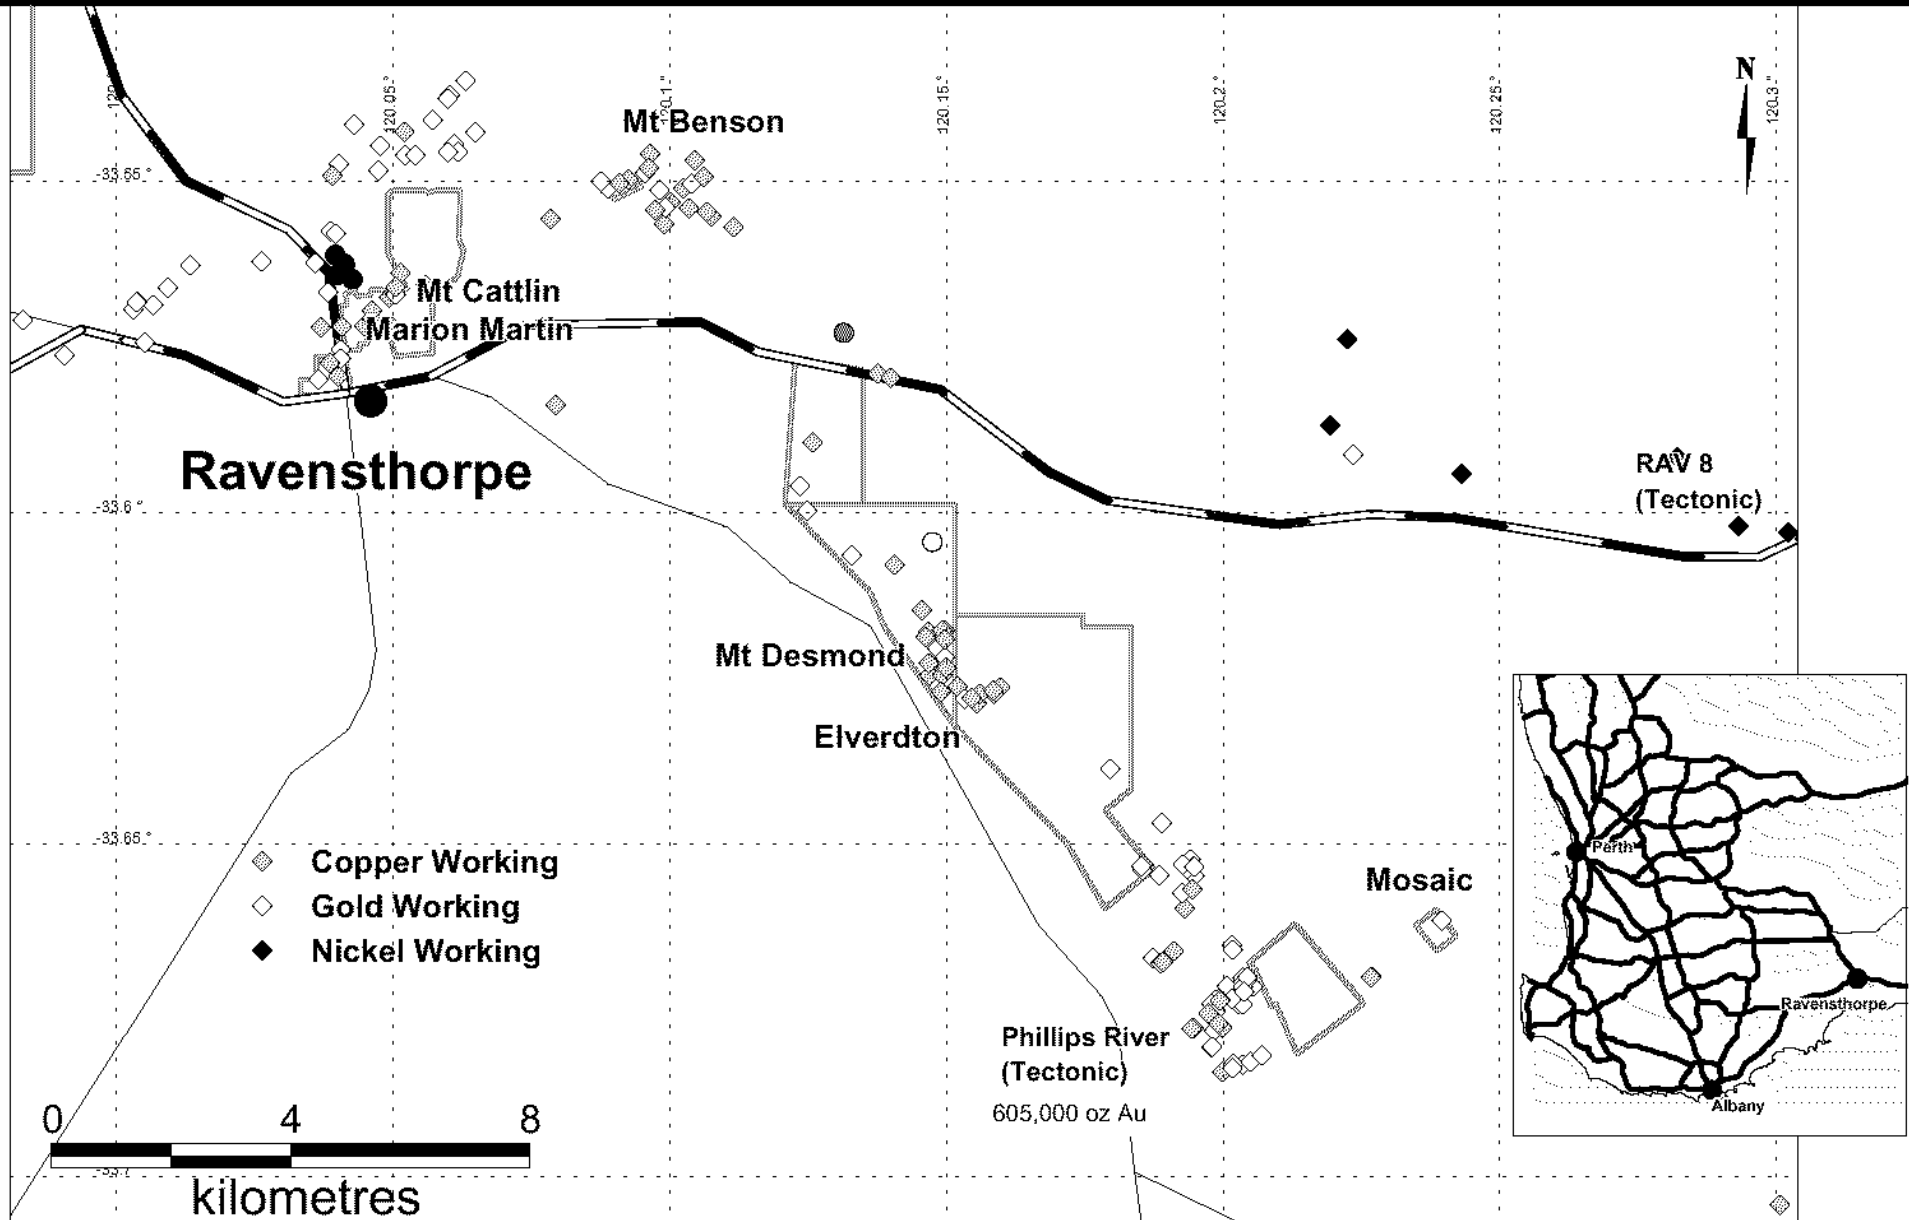 N
120.05°
120.1°
120.15°
120.2°
120.25°
120.3°
Mt Benson
-33.55°
Mt Cattlin
Marion Martin
Ravensthorpe
RAV 8
(Tectonic)
-33.6°
Mt Desmond
Elverdton
-33.65°
Copper Working
Gold Working
Nickel Working
Mosaic
Phillips River
(Tectonic)
605,000 oz Au
0 4 8
kilometres
-33.7
Perth
Ravensthorpe
Albany